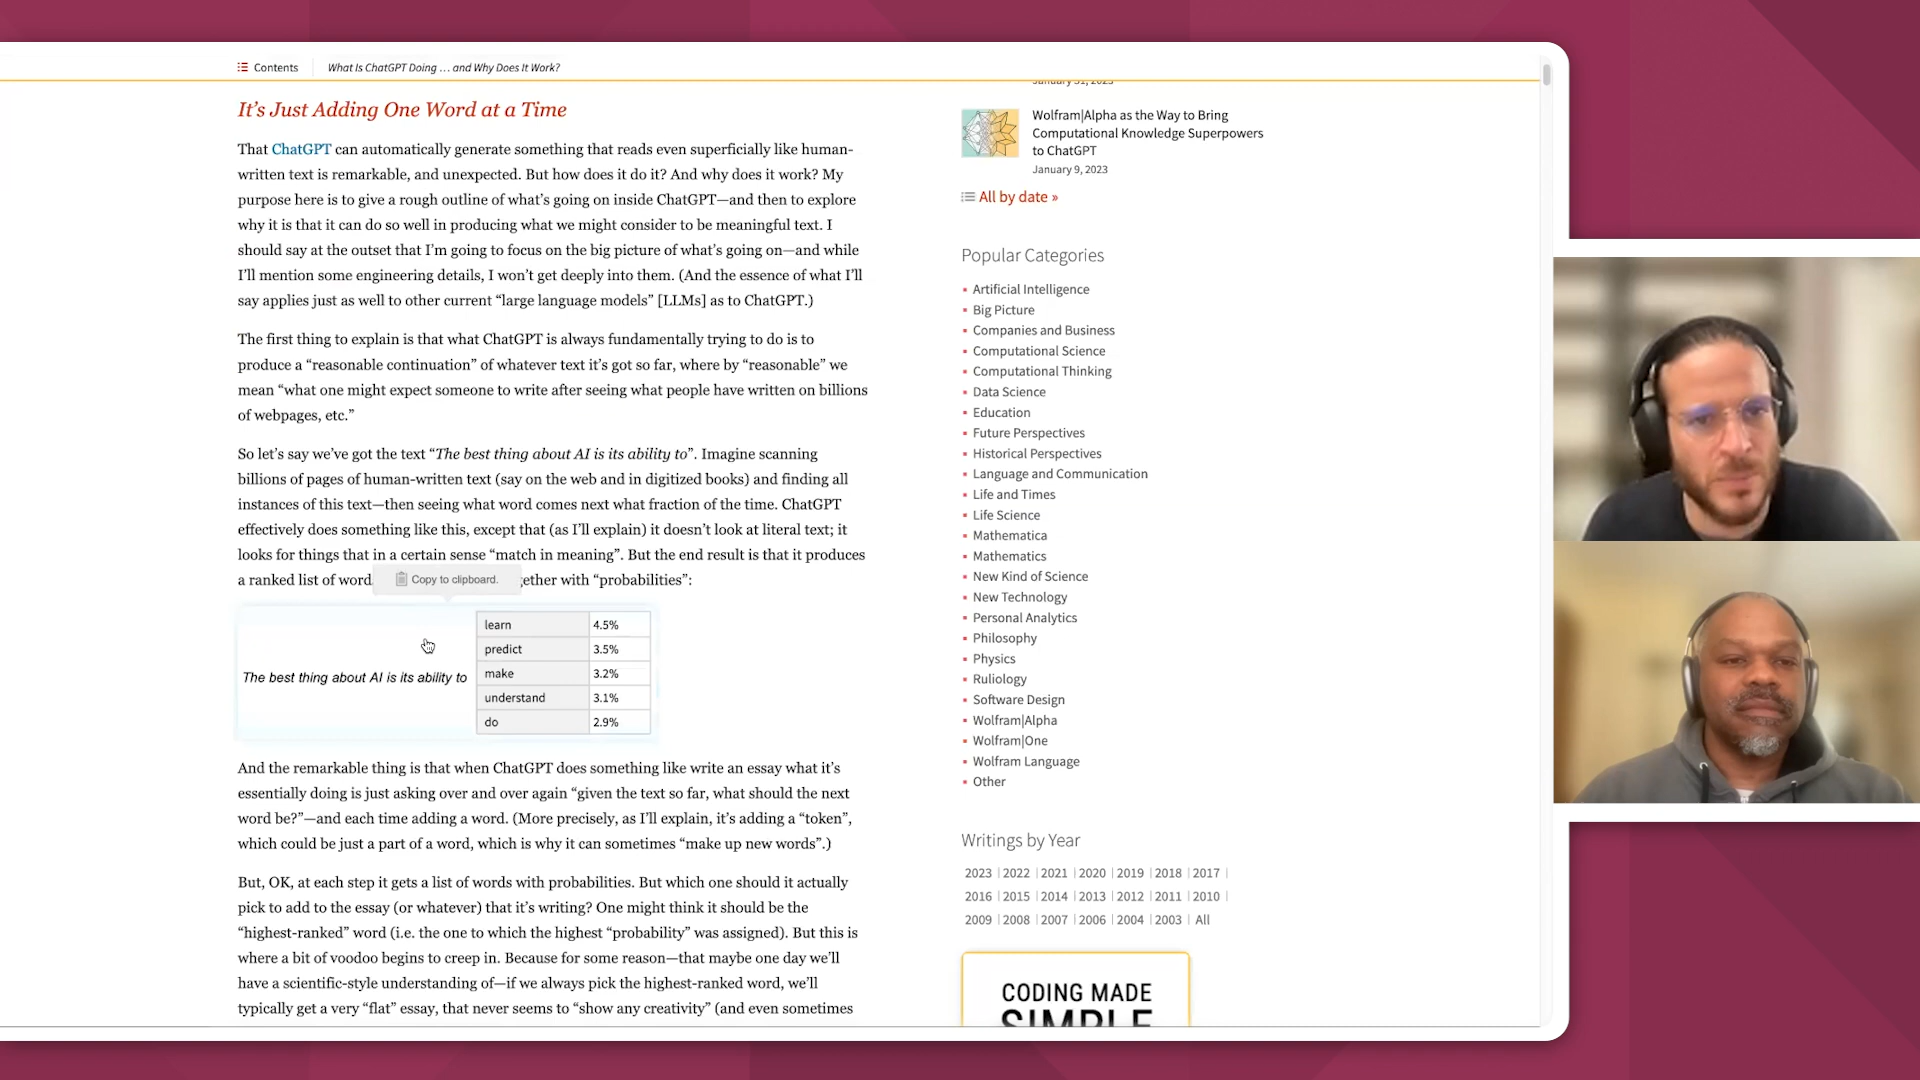 Contents
What Is ChatGPT Doing … and Why Does It Work?
It’s Just Adding One Word at a Time
That ChatGPT can automatically generate something that reads even superficially like human-
written text is remarkable, and unexpected. But how does it do it? And why does it work? My
purpose here is to give a rough outline of what’s going on inside ChatGPT—and then to explore
why it is that it can do so well in producing what we might consider to be meaningful text. I
should say at the outset that I’m going to focus on the big picture of what’s going on—and while
I’ll mention some engineering details, I won’t get deeply into them. (And the essence of what I’ll
say applies just as well to other current “large language models” [LLMs] as to ChatGPT.)
The first thing to explain is that what ChatGPT is always fundamentally trying to do is to
produce a “reasonable continuation” of whatever text it’s got so far, where by “reasonable” we
mean “what one might expect someone to write after seeing what people have written on billions
of webpages, etc.”
So let’s say we’ve got the text “The best thing about AI is its ability to”. Imagine scanning
billions of pages of human-written text (say on the web and in digitized books) and finding all
instances of this text—then seeing what word comes next what fraction of the time. ChatGPT
effectively does something like this, except that (as I’ll explain) it doesn’t look at literal text; it
looks for things that in a certain sense “match in meaning”. But the end result is that it produces
a ranked list of word
Copy to clipboard.
ether with “probabilities”:
The best thing about AI is its ability to
learn 4.5%
predict 3.5%
make 3.2%
understand 3.1%
do 2.9%
And the remarkable thing is that when ChatGPT does something like write an essay what it’s
essentially doing is just asking over and over again “given the text so far, what should the next
word be?”—and each time adding a word. (More precisely, as I’ll explain, it’s adding a “token”,
which could be just a part of a word, which is why it can sometimes “make up new words”.)
But, OK, at each step it gets a list of words with probabilities. But which one should it actually
pick to add to the essay (or whatever) that it’s writing? One might think it should be the
“highest-ranked” word (i.e. the one to which the highest “probability” was assigned). But this is
where a bit of voodoo begins to creep in. Because for some reason—that maybe one day we’ll
have a scientific-style understanding of—if we always pick the highest-ranked word, we’ll
typically get a very “flat” essay, that never seems to “show any creativity” (and even sometimes
January 31, 2023
Wolfram|Alpha as the Way to Bring
Computational Knowledge Superpowers
to ChatGPT
January 9, 2023
All by date »
Popular Categories
Artificial Intelligence
Big Picture
Companies and Business
Computational Science
Computational Thinking
Data Science
Education
Future Perspectives
Historical Perspectives
Language and Communication
Life and Times
Life Science
Mathematica
Mathematics
New Kind of Science
New Technology
Personal Analytics
Philosophy
Physics
Ruliology
Software Design
Wolfram|Alpha
Wolfram|One
Wolfram Language
Other
Writings by Year
2023 | 2022 | 2021 | 2020 | 2019 | 2018 | 2017 |
2016 | 2015 | 2014 | 2013 | 2012 | 2011 | 2010 |
2009 | 2008 | 2007 | 2006 | 2004 | 2003 | All
CODING MADE
SIMPLE